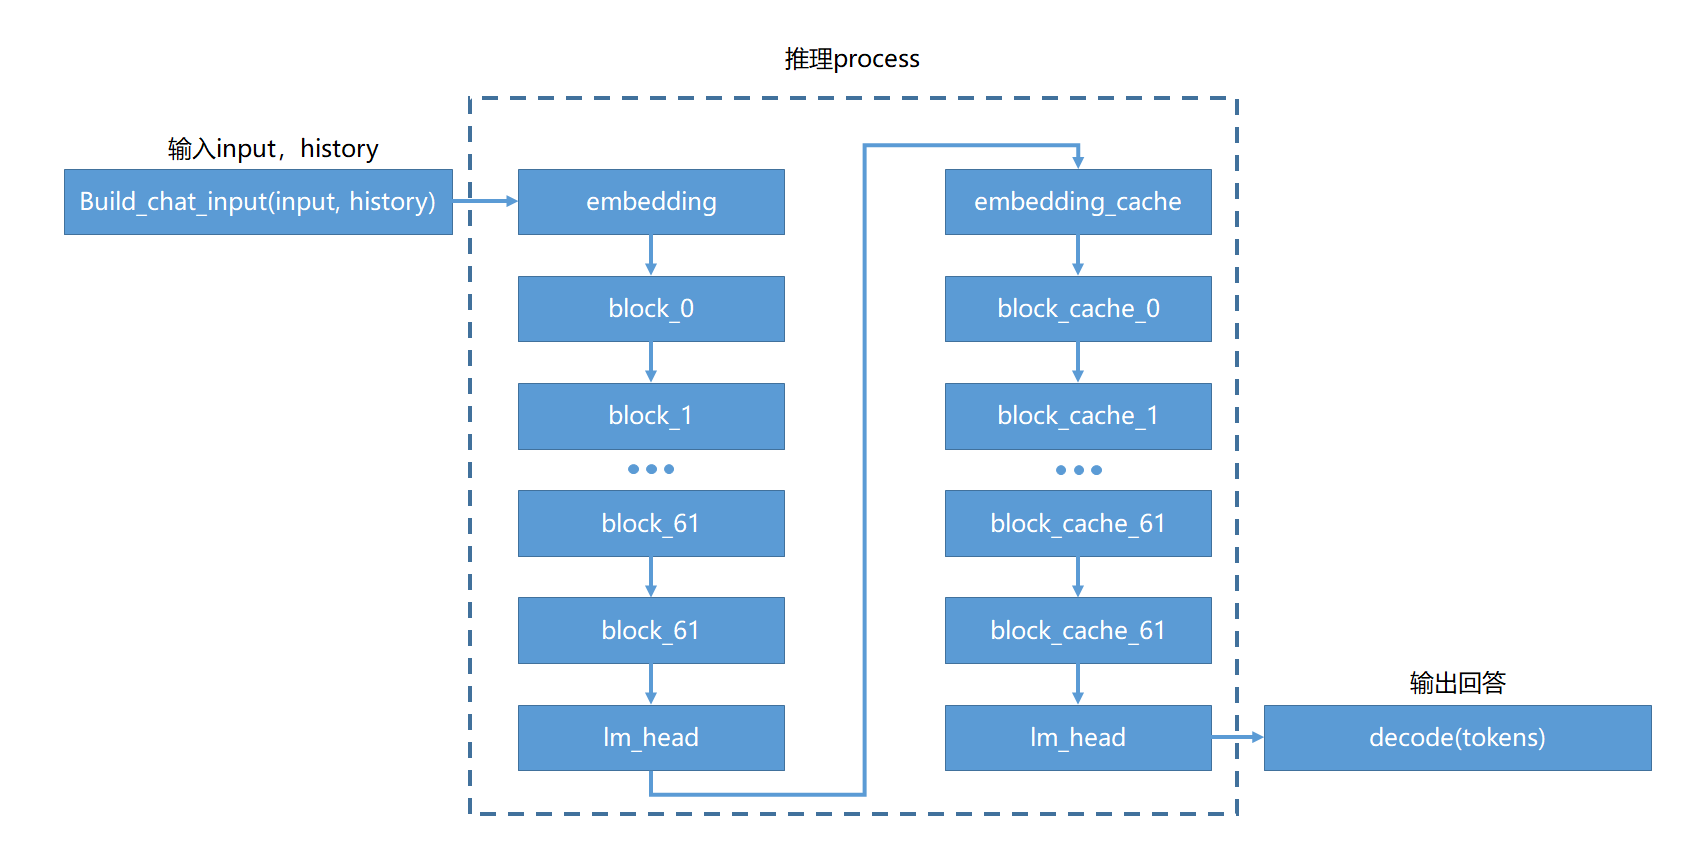 推理process
输入input，history
Build_chat_input(input, history)
embedding
block_0
block_1
block_61
block_61
lm_head
embedding_cache
block_cache_0
block_cache_1
block_cache_61
block_cache_61
lm_head
输出回答
decode(tokens)